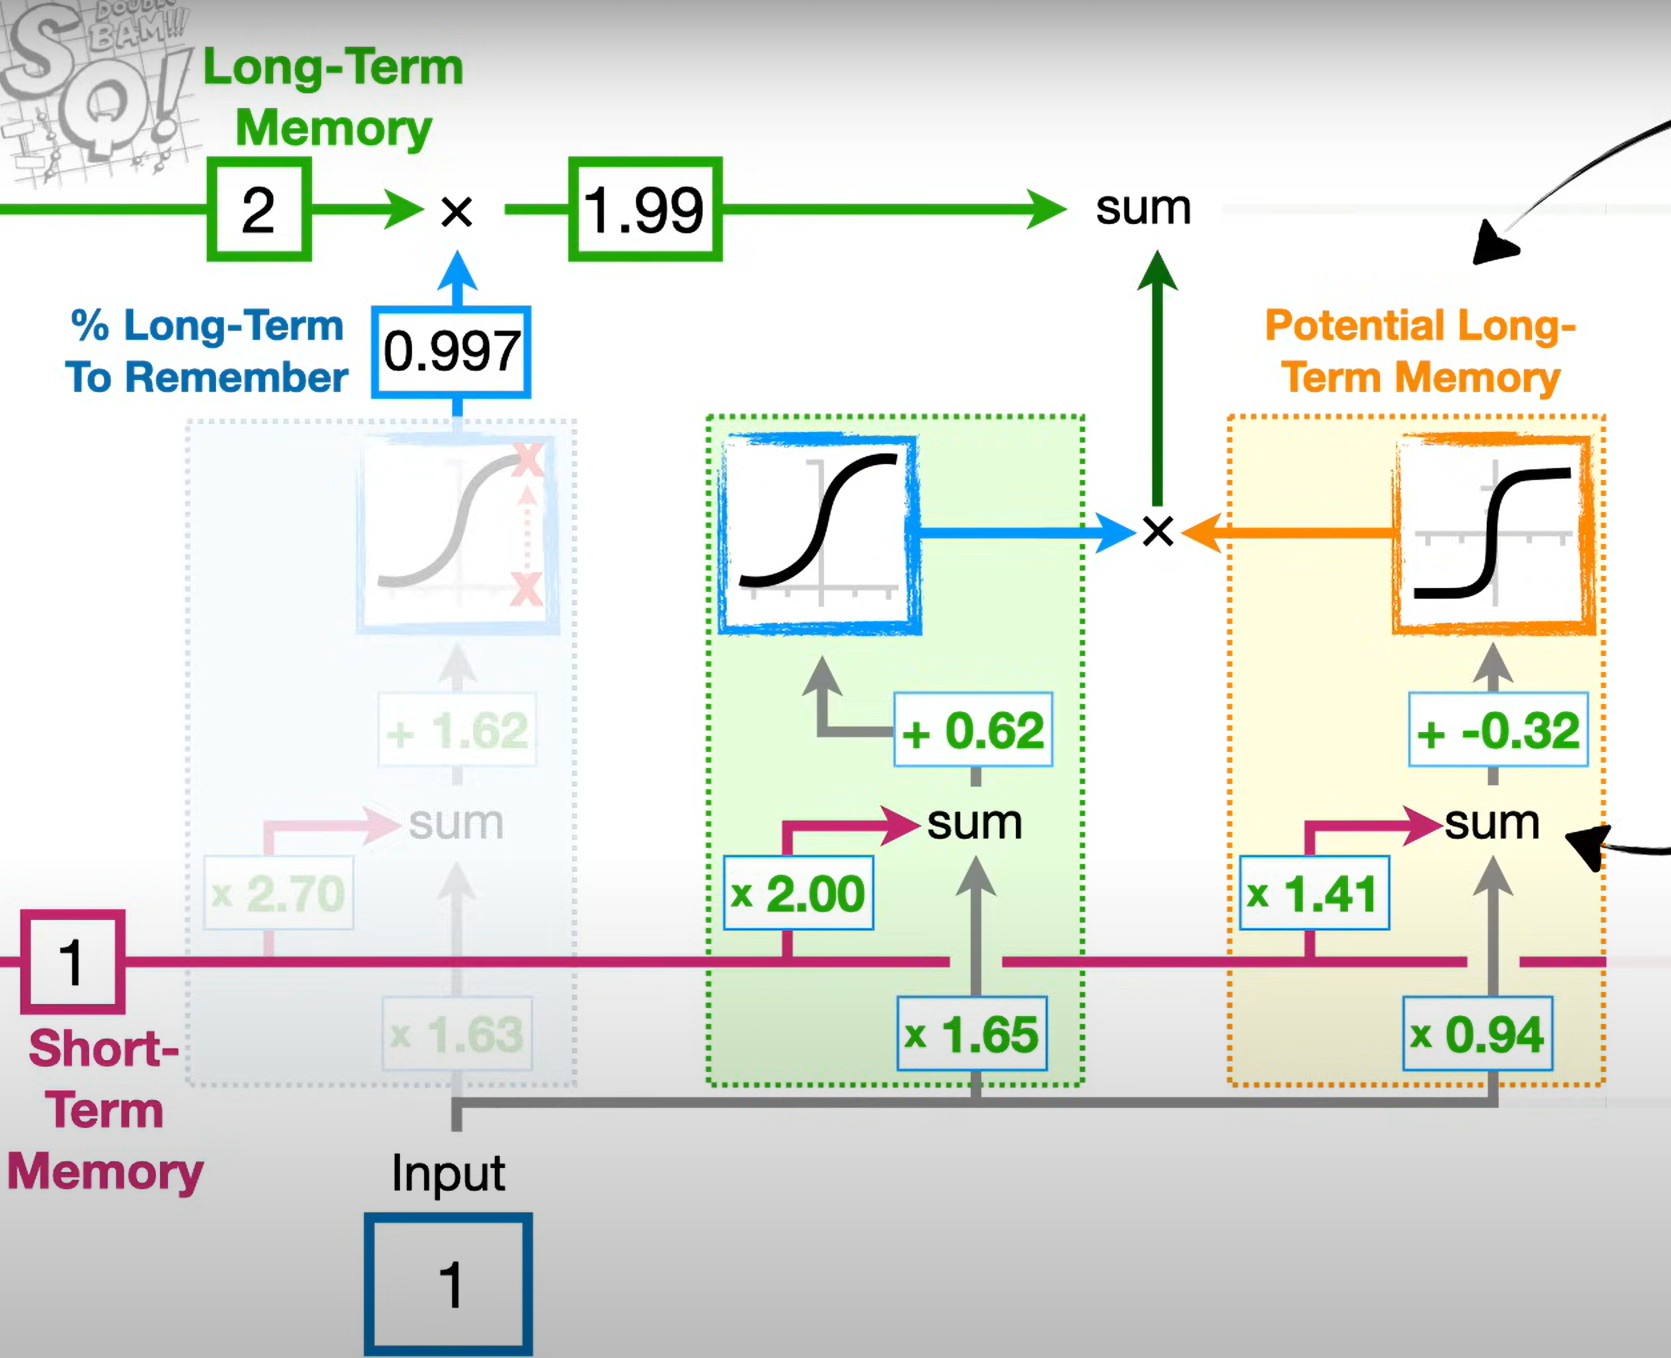 DOUBLE
BAM!!!
SQ!
Long-Term
Memory
2
×
1.99
sum
% Long-Term
To Remember
0.997
Potential Long-
Term Memory
×
+ 1.62
+ 0.62
+ -0.32
sum
sum
sum
x 2.70
x 2.00
x 1.41
1
Short-
Term
Memory
x 1.63
x 1.65
x 0.94
Input
1